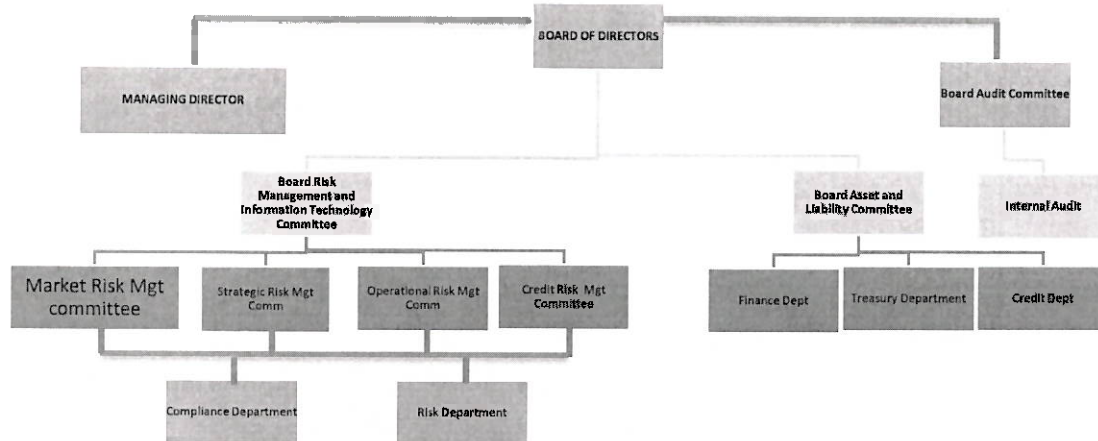 BOARD OF DIRECTORS
MANAGING DIRECTOR
Board Audit Committee
Board Risk
Management and
Information Technology
Committee
Board Asset and
Liability Committee
Internal Audit
Market Risk Mgt
committee
Strategic Risk Mgt
Comm
Operational Risk Mgt
Comm
Credit Risk Mgt
Committee
Finance Dept
Treasury Department
Credit Dept
Compliance Department
Risk Department